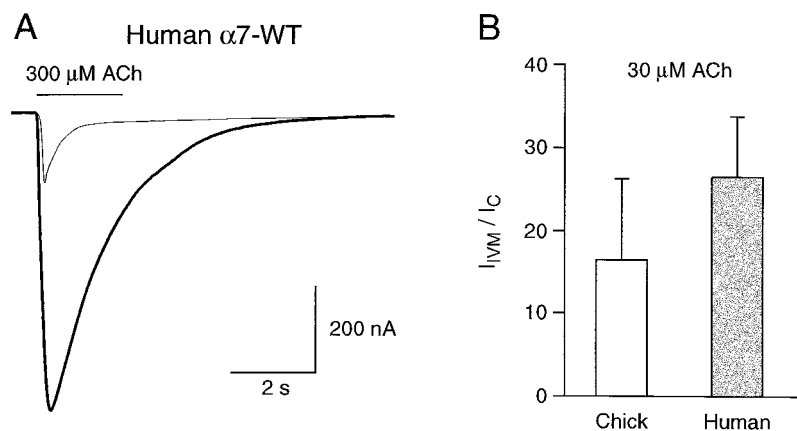 A
Human α7-WT
300 μM ACh
200 nA
2 s
B
30 μM ACh
I_IVM / I_C
40
30
20
10
0
Chick
Human